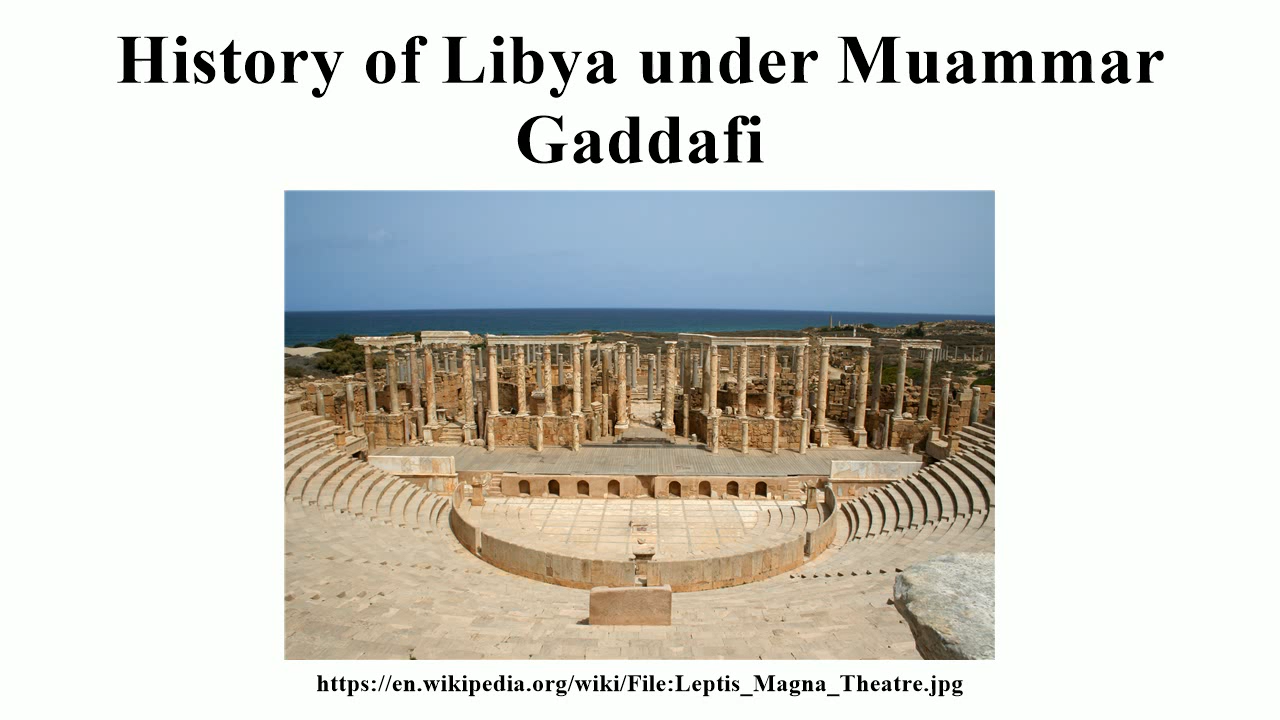 History of Libya under Muammar
Gaddafi
https://en.wikipedia.org/wiki/File:Leptis_Magna_Theatre.jpg